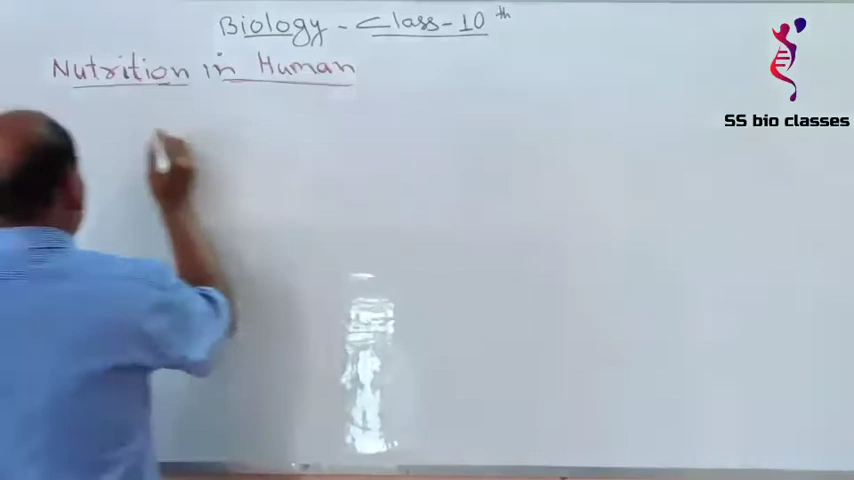 Biology - Class-10th
Nutrition in Human
SS bio classes